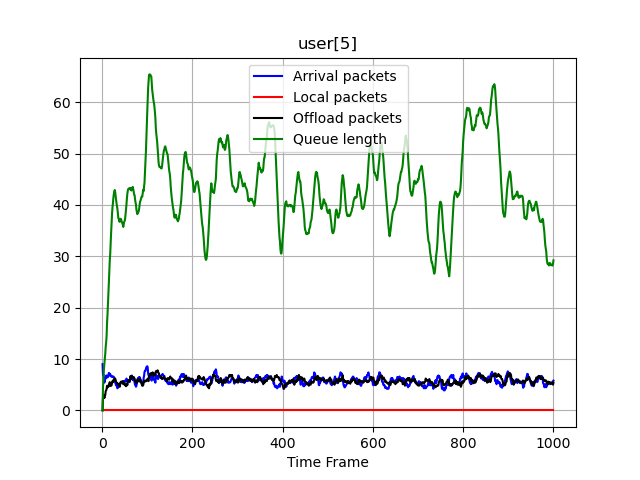 user[5]
Arrival packets
Local packets
Offload packets
Queue length
60
50
40
30
20
10
0
0 200 400 600 800 1000
Time Frame